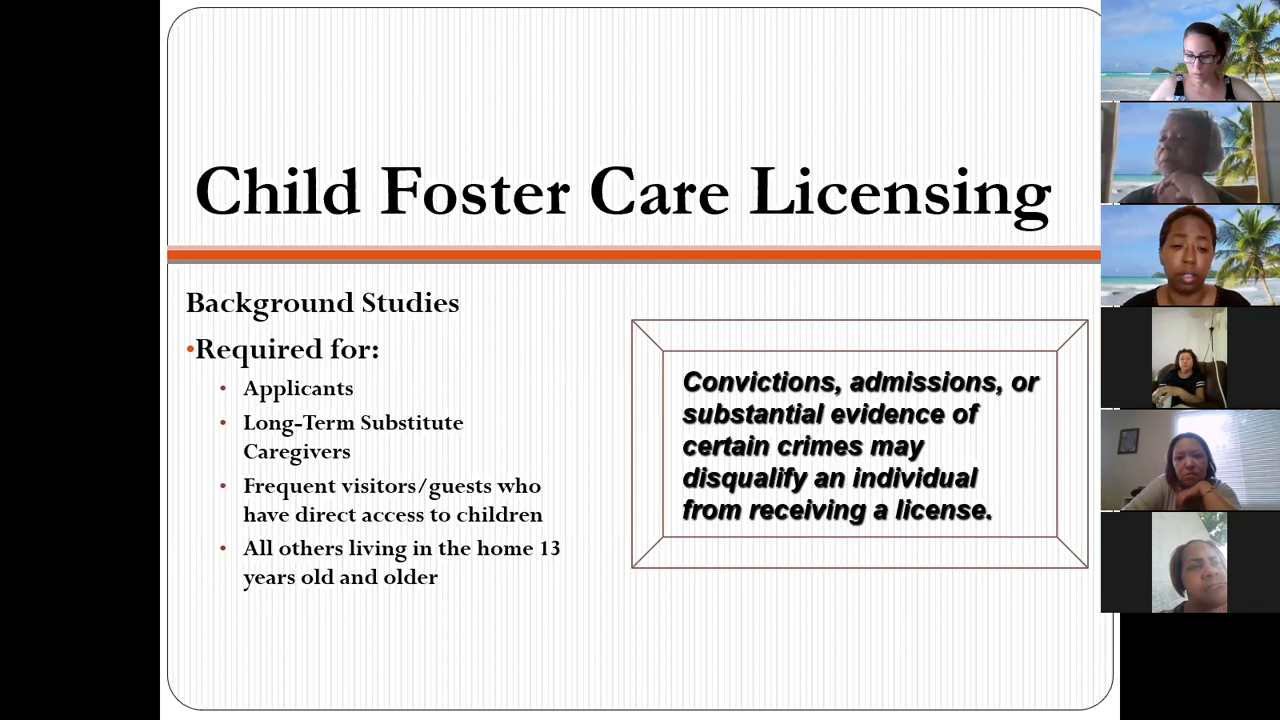 Child Foster Care Licensing
Background Studies
•Required for:
• Applicants
• Long-Term Substitute
Caregivers
• Frequent visitors/guests who
have direct access to children
• All others living in the home 13
years old and older
Convictions, admissions, or
substantial evidence of
certain crimes may
disqualify an individual
from receiving a license.